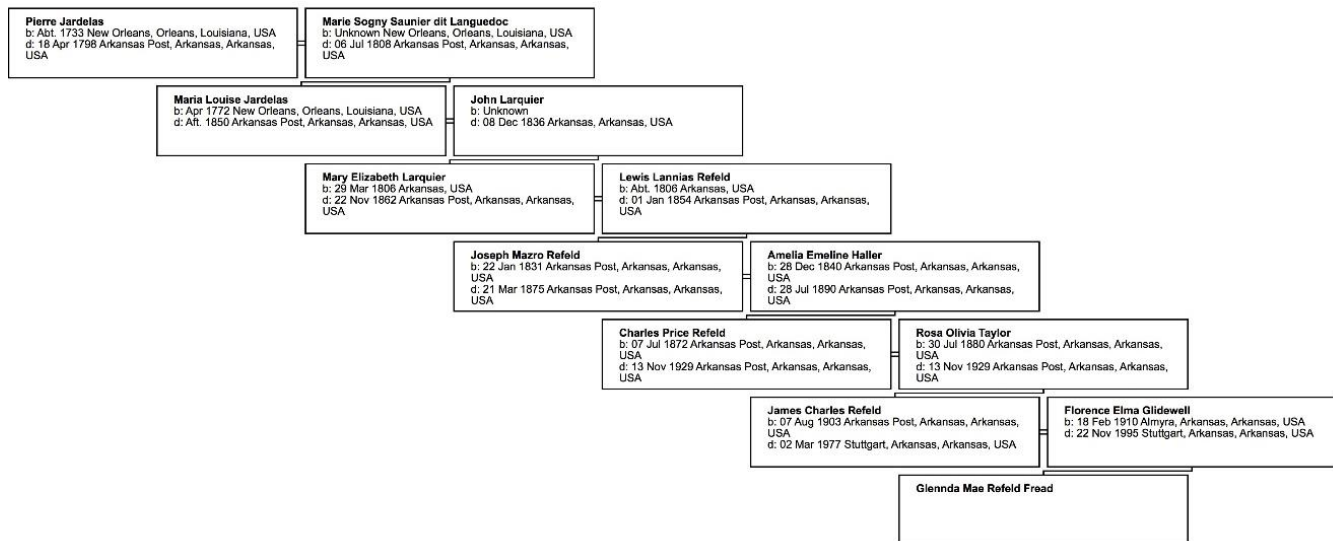 Pierre Jardelas
b: Abt. 1733 New Orleans, Orleans, Louisiana, USA
d: 18 Apr 1798 Arkansas Post, Arkansas, Arkansas,
USA
Marie Sogny Saunier dit Languedoc
b: Unknown New Orleans, Orleans, Louisiana, USA
d: 06 Jul 1808 Arkansas Post, Arkansas, Arkansas,
USA
Maria Louise Jardelas
b: Apr 1772 New Orleans, Orleans, Louisiana, USA
d: Aft. 1850 Arkansas Post, Arkansas, Arkansas, USA
John Larquier
b: Unknown
d: 08 Dec 1836 Arkansas, Arkansas, USA
Mary Elizabeth Larquier
b: 29 Mar 1806 Arkansas, USA
d: 22 Nov 1862 Arkansas Post, Arkansas, Arkansas,
USA
Lewis Lannias Refeld
b: Abt. 1806 Arkansas, USA
d: 01 Jan 1854 Arkansas Post, Arkansas, Arkansas,
USA
Joseph Mazro Refeld
b: 22 Jan 1831 Arkansas Post, Arkansas, Arkansas,
USA
d: 21 Mar 1875 Arkansas Post, Arkansas, Arkansas,
USA
Amelia Emeline Haller
b: 28 Dec 1840 Arkansas Post, Arkansas, Arkansas,
USA
d: 28 Jul 1890 Arkansas Post, Arkansas, Arkansas,
USA
Charles Price Refeld
b: 07 Jul 1872 Arkansas Post, Arkansas, Arkansas,
USA
d: 13 Nov 1929 Arkansas Post, Arkansas, Arkansas,
USA
Rosa Olivia Taylor
b: 30 Jul 1880 Arkansas Post, Arkansas, Arkansas,
USA
d: 13 Nov 1929 Arkansas Post, Arkansas, Arkansas,
USA
James Charles Refeld
b: 07 Aug 1903 Arkansas Post, Arkansas, Arkansas,
USA
d: 02 Mar 1977 Stuttgart, Arkansas, Arkansas, USA
Florence Elma Glidewell
b: 18 Feb 1910 Almyra, Arkansas, Arkansas, USA
d: 22 Nov 1995 Stuttgart, Arkansas, Arkansas, USA
Glennda Mae Refeld Fread